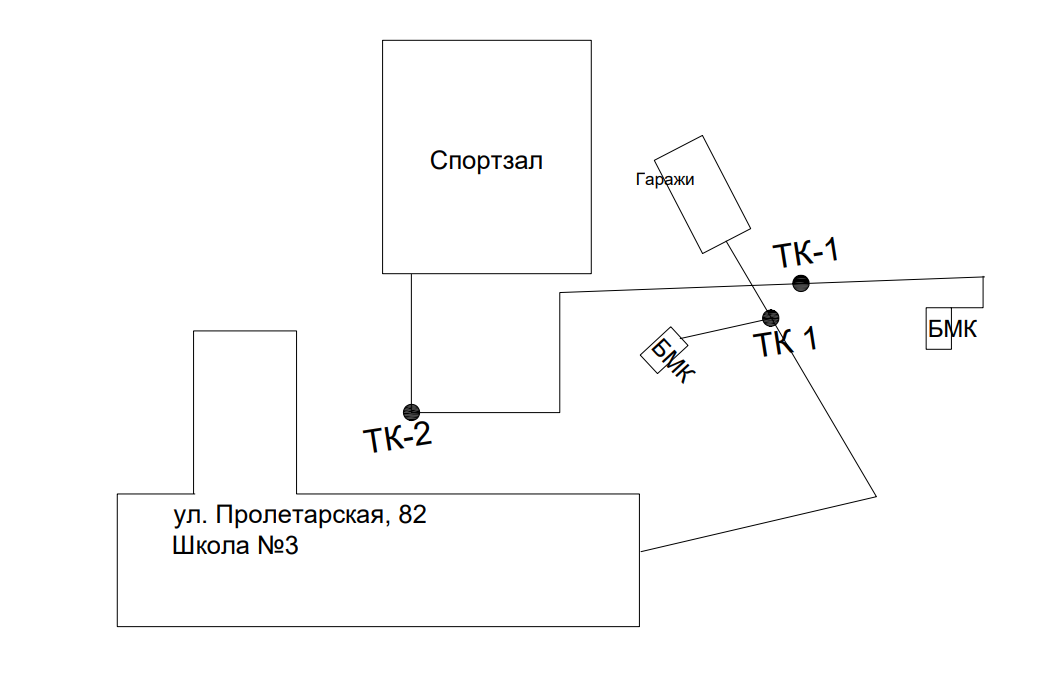 Спортзал
Гаражи
ТК-1
БМК
ТК 1
БМК
ТК-2
ул. Пролетарская, 82
Школа №3